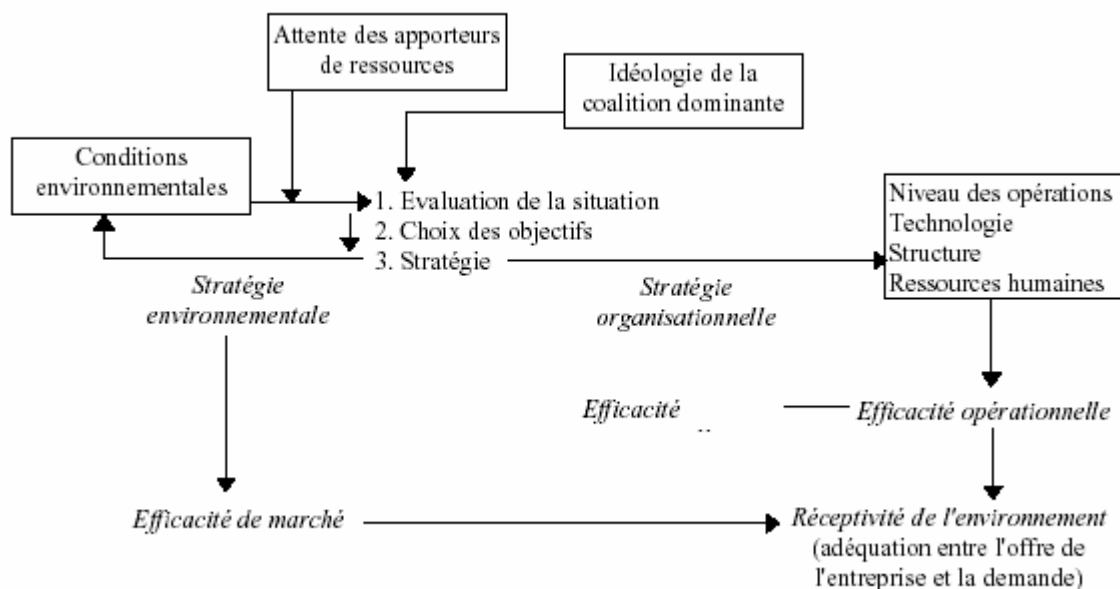 Attente des apporteurs
de ressources
Idéologie de la
coalition dominante
Conditions
environnementales
1. Evaluation de la situation
2. Choix des objectifs
3. Stratégie
Niveau des opérations
Technologie
Structure
Ressources humaines
Stratégie
environnementale
Stratégie
organisationnelle
Efficacité
Efficacité opérationnelle
Efficacité de marché
Réceptivité de l'environnement
(adéquation entre l'offre de
l'entreprise et la demande)